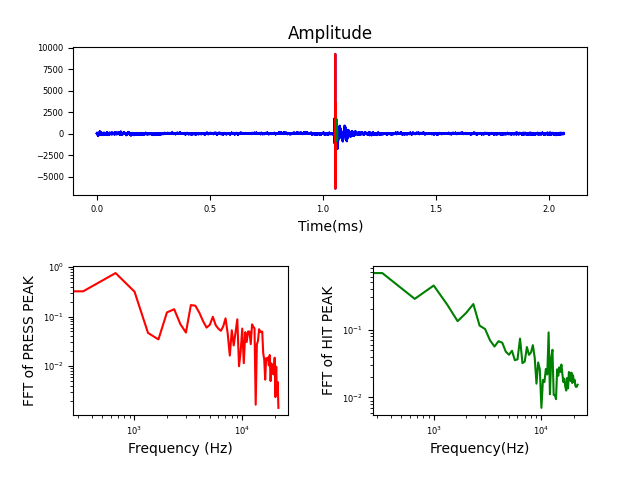 Amplitude
10000
7500
5000
2500
0
−2500
−5000
0.0 0.5 1.0 1.5 2.0
Time(ms)
FFT of PRESS PEAK
10⁰
10⁻¹
10⁻²
10³ 10⁴
Frequency (Hz)
FFT of HIT PEAK
10⁻¹
10⁻²
10³ 10⁴
Frequency(Hz)